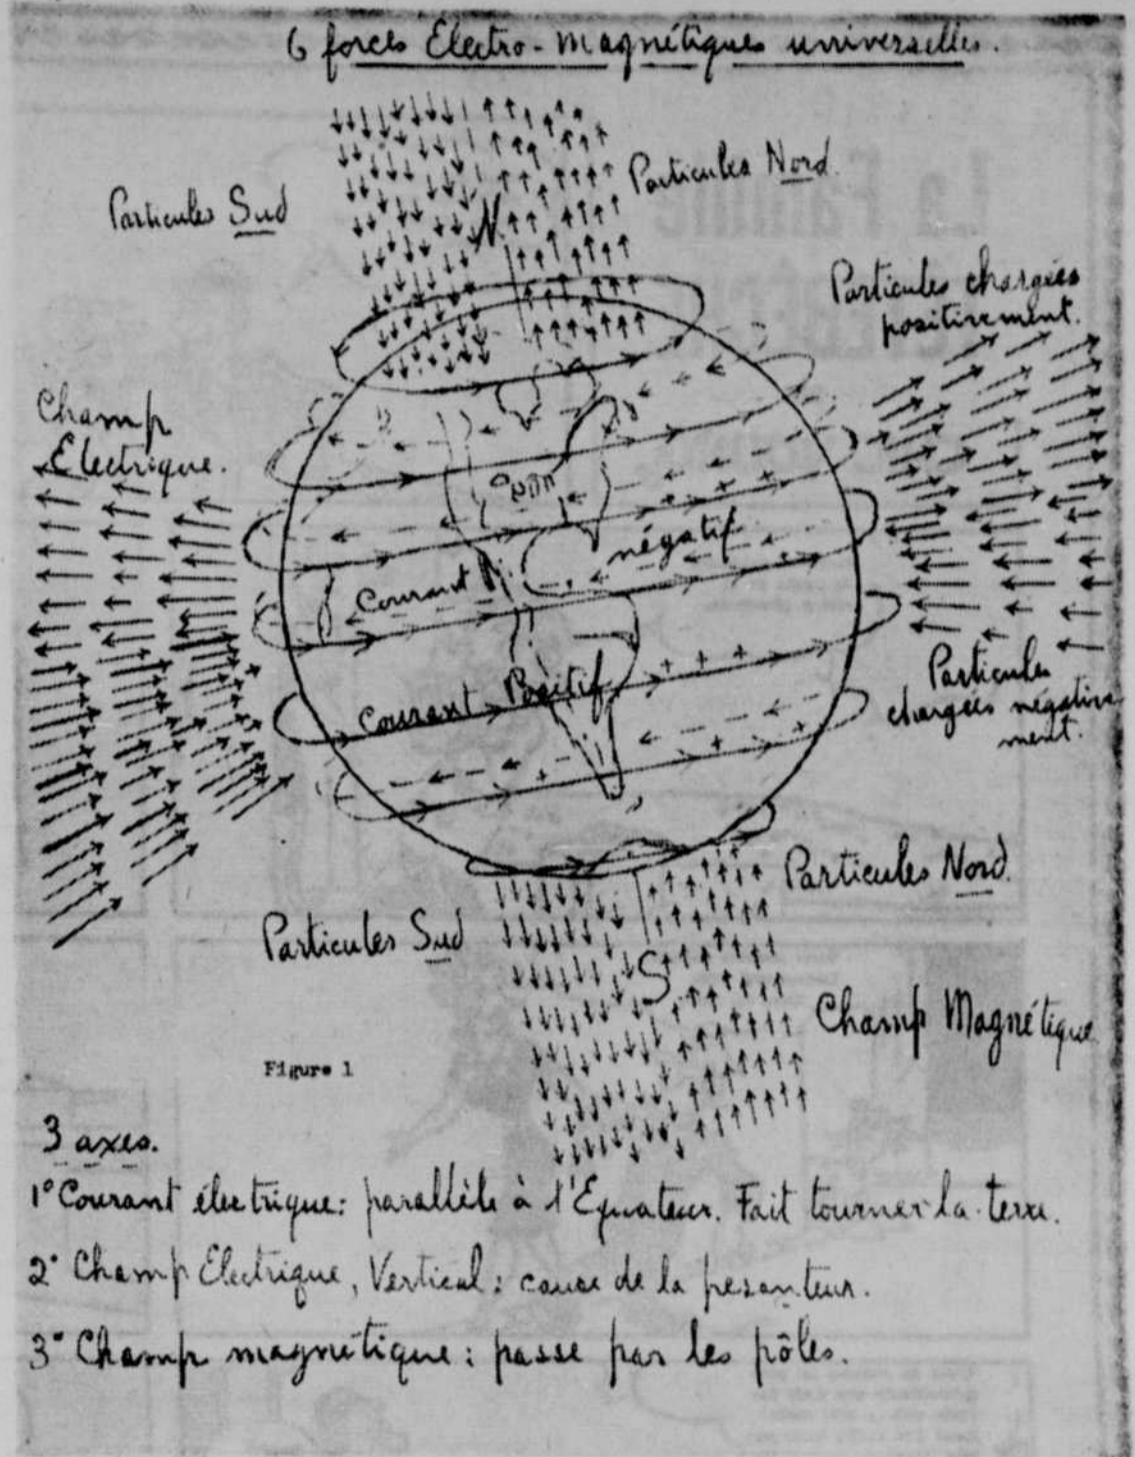 6 forces Électro-Magnétiques universelles.
Particules Sud
Particules Nord.
N.
Particules chargées
positivement.
Champ
Électrique.
négatif
Courant
Courant Positif
Particules
chargées négative
ment.
Particules Nord.
Particules Sud
S
Champ Magnétique
Figure 1
3 axes.
1° Courant électrique: parallèle à l'Equateur. Fait tourner la terre.
2° Champ Electrique, Vertical: cause de la pesanteur.
3° Champ magnétique: passe par les pôles.